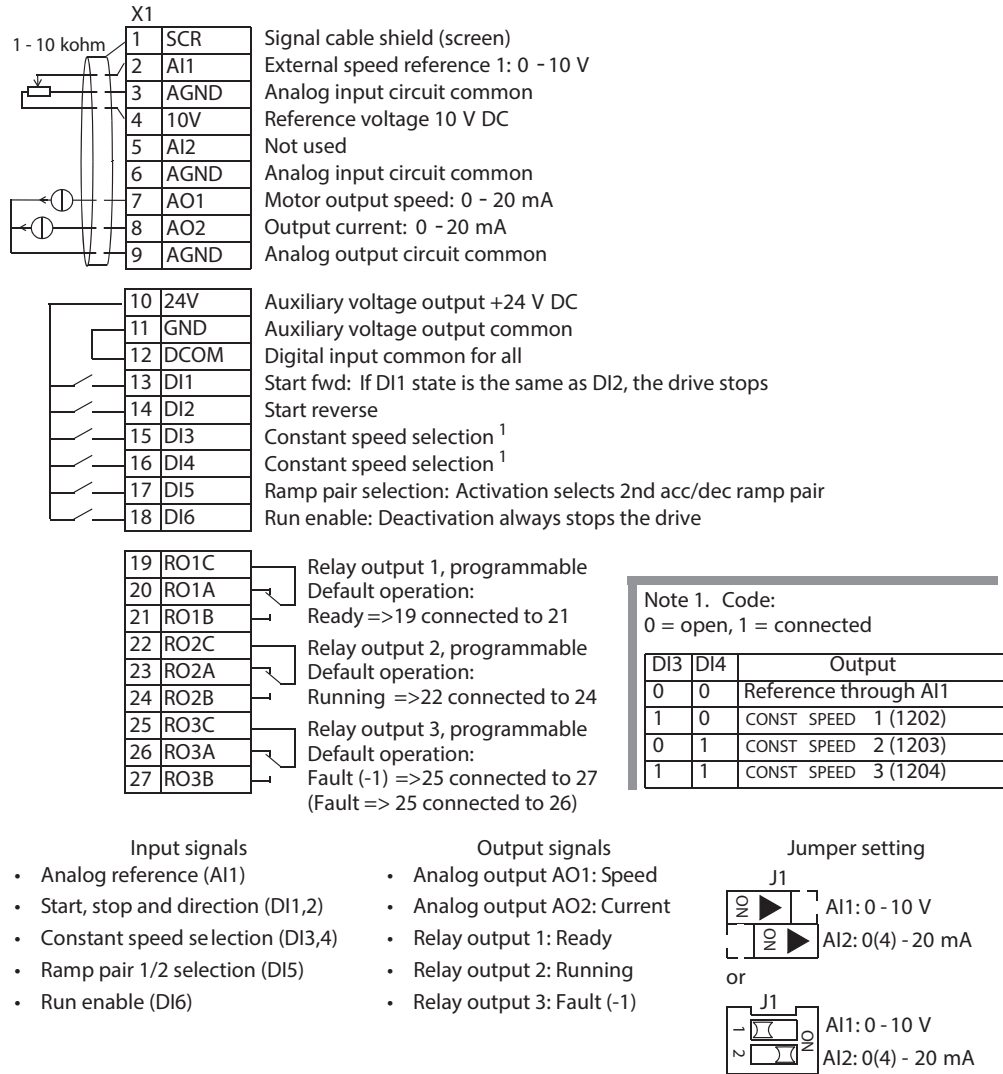 X1
1 - 10 kohm
1 SCR Signal cable shield (screen)
2 AI1 External speed reference 1: 0 - 10 V
3 AGND Analog input circuit common
4 10V Reference voltage 10 V DC
5 AI2 Not used
6 AGND Analog input circuit common
7 AO1 Motor output speed: 0 - 20 mA
8 AO2 Output current: 0 - 20 mA
9 AGND Analog output circuit common
10 24V Auxiliary voltage output +24 V DC
11 GND Auxiliary voltage output common
12 DCOM Digital input common for all
13 DI1 Start fwd: If DI1 state is the same as DI2, the drive stops
14 DI2 Start reverse
15 DI3 Constant speed selection 1
16 DI4 Constant speed selection 1
17 DI5 Ramp pair selection: Activation selects 2nd acc/dec ramp pair
18 DI6 Run enable: Deactivation always stops the drive
19 RO1C Relay output 1, programmable
20 RO1A Default operation:
21 RO1B Ready =>19 connected to 21
22 RO2C Relay output 2, programmable
23 RO2A Default operation:
24 RO2B Running =>22 connected to 24
25 RO3C Relay output 3, programmable
26 RO3A Default operation:
27 RO3B Fault (-1) =>25 connected to 27
(Fault => 25 connected to 26)
Note 1. Code:
0 = open, 1 = connected
DI3 DI4 Output
0 0 Reference through AI1
1 0 CONST SPEED 1 (1202)
0 1 CONST SPEED 2 (1203)
1 1 CONST SPEED 3 (1204)
Input signals
• Analog reference (AI1)
• Start, stop and direction (DI1,2)
• Constant speed selection (DI3,4)
• Ramp pair 1/2 selection (DI5)
• Run enable (DI6)
Output signals
• Analog output AO1: Speed
• Analog output AO2: Current
• Relay output 1: Ready
• Relay output 2: Running
• Relay output 3: Fault (-1)
Jumper setting
J1
ON AI1: 0 - 10 V
ON AI2: 0(4) - 20 mA
or
J1
1 AI1: 0 - 10 V
ON
2 AI2: 0(4) - 20 mA